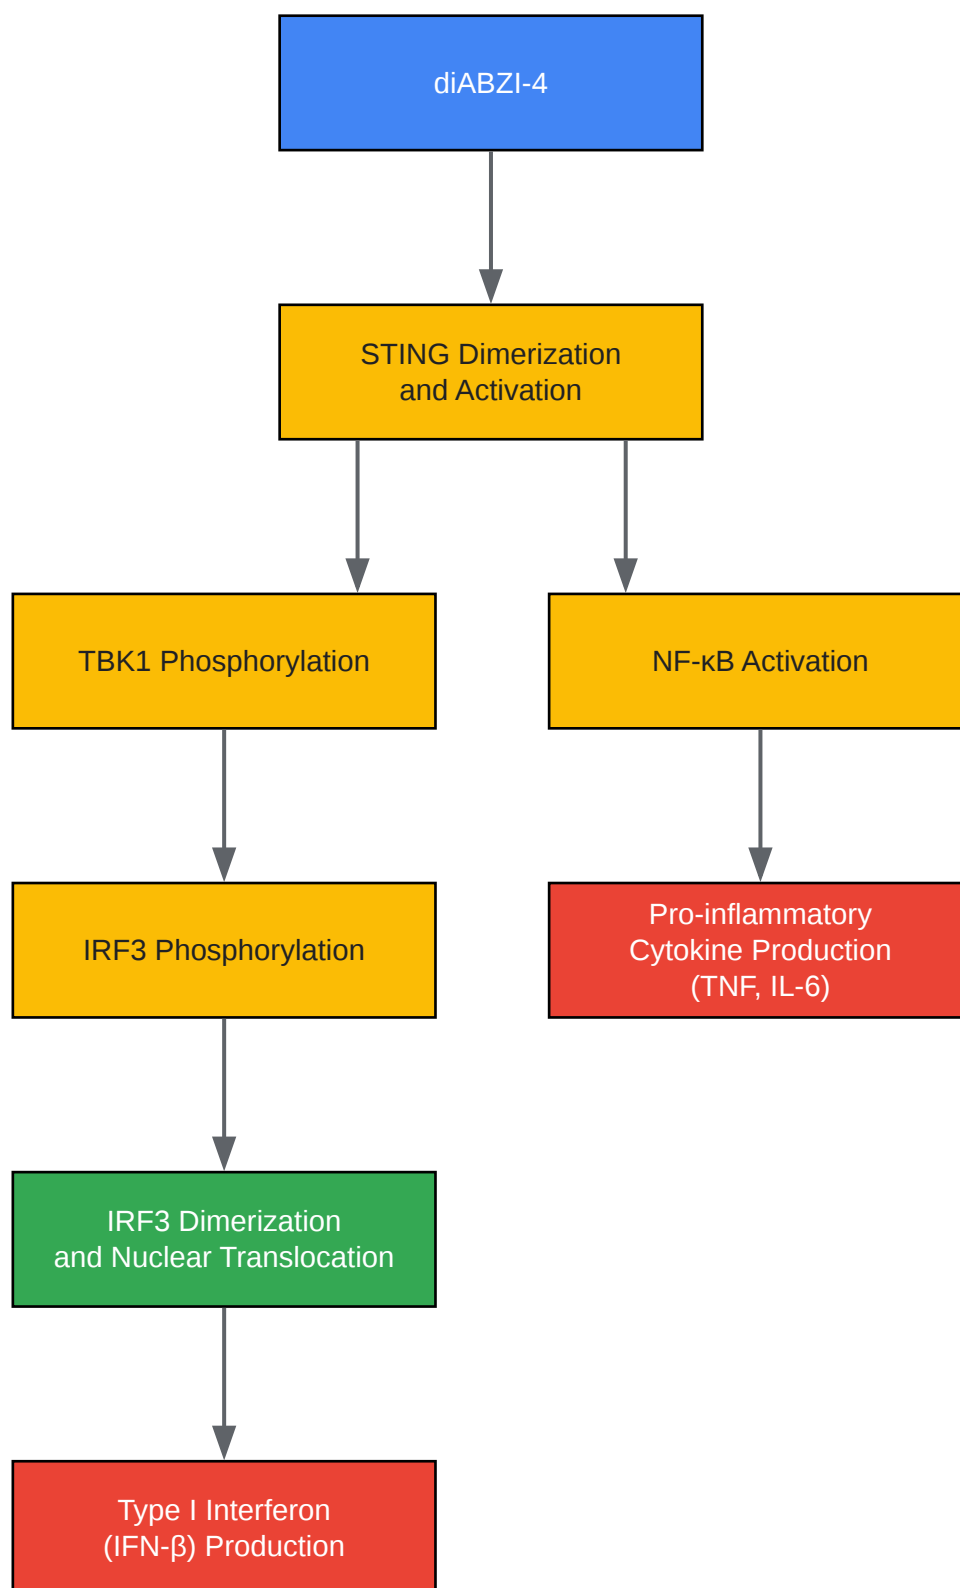 diABZI-4
STING Dimerization
and Activation
TBK1 Phosphorylation
NF-κB Activation
IRF3 Phosphorylation
Pro-inflammatory
Cytokine Production
(TNF, IL-6)
IRF3 Dimerization
and Nuclear Translocation
Type I Interferon
(IFN-β) Production